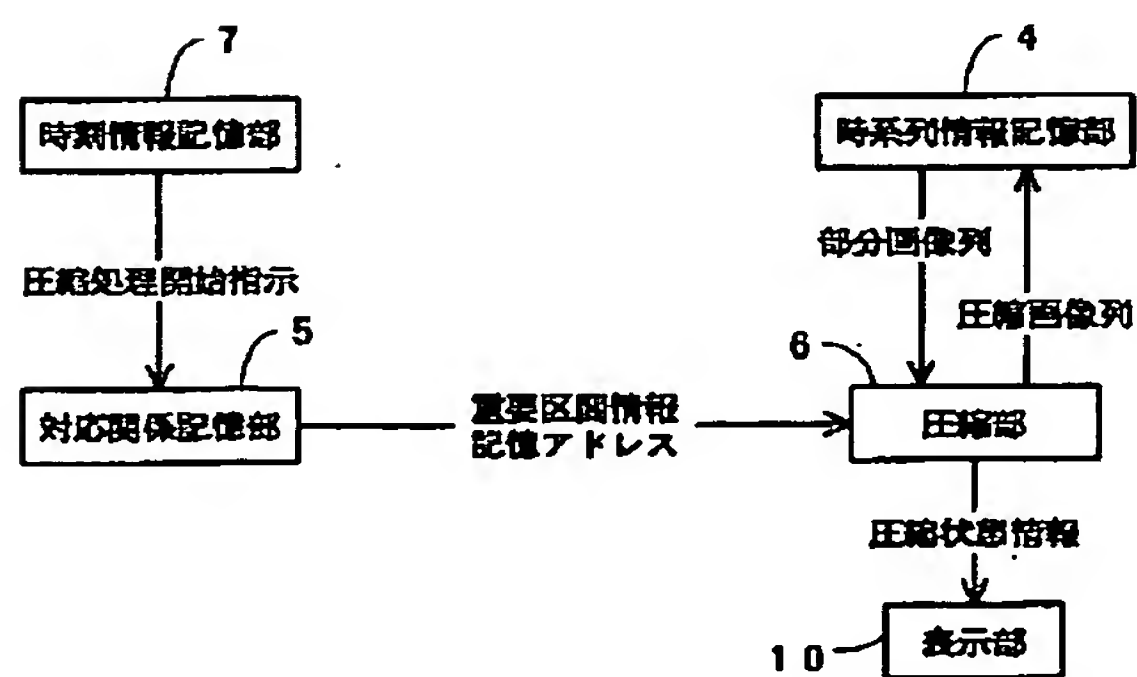 7
4
時刻情報記憶部
時系列情報記憶部
部分画像列
圧縮処理開始指示
圧縮画像列
5
6
対応関係記憶部
重要区間情報
記憶アドレス
圧縮部
圧縮状態情報
10
表示部